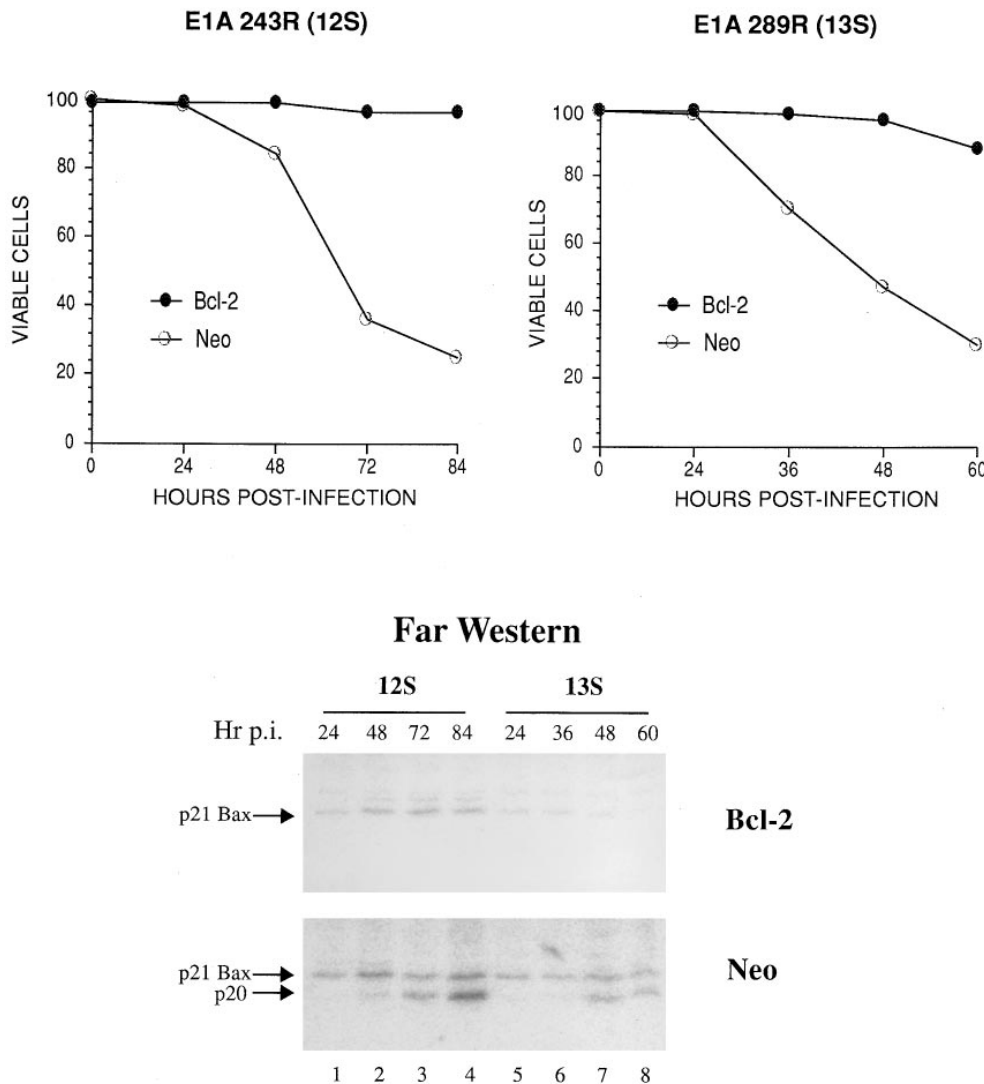 E1A 243R (12S)
E1A 289R (13S)
VIABLE CELLS
100
80
60
40
20
0
Bcl-2
Neo
0 24 48 72 84
HOURS POST-INFECTION
VIABLE CELLS
100
80
60
40
20
0
Bcl-2
Neo
0 24 36 48 60
HOURS POST-INFECTION
Far Western
12S 13S
Hr p.i. 24 48 72 84 24 36 48 60
p21 Bax
Bcl-2
p21 Bax
p20
Neo
1 2 3 4 5 6 7 8